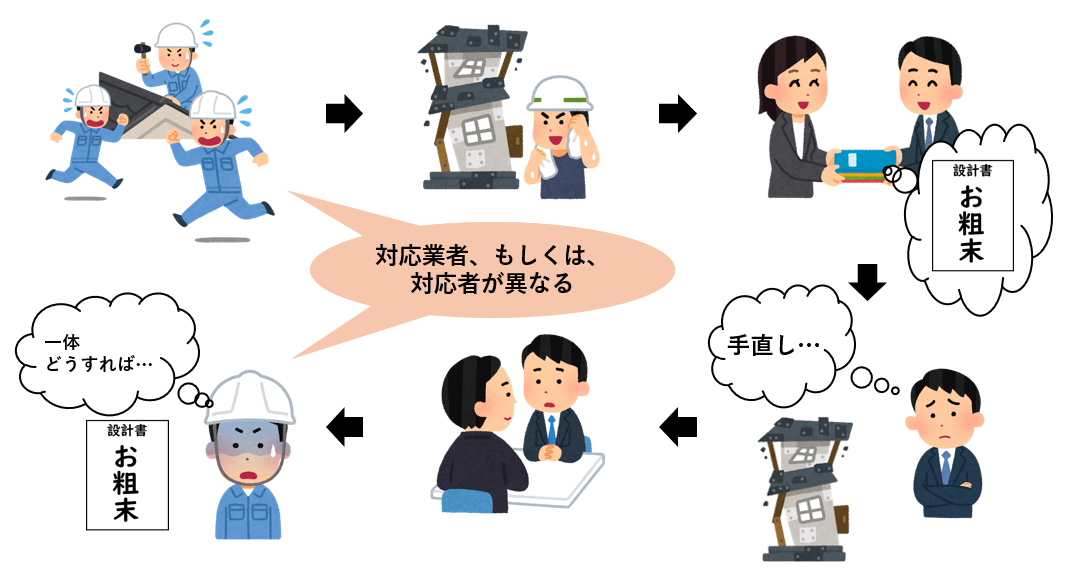 設計書
お粗末
対応業者、もしくは、
対応者が異なる
手直し…
一体
どうすれば…
設計書
お粗末